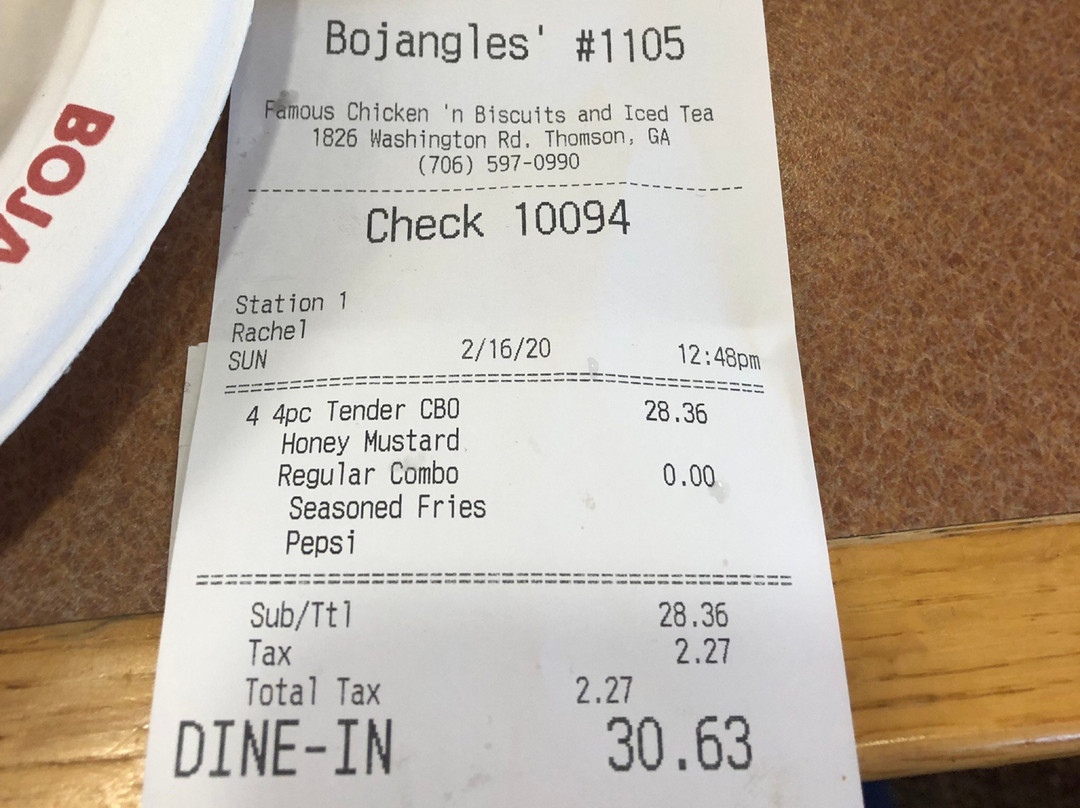 BOJA
Bojangles' #1105
Famous Chicken 'n Biscuits and Iced Tea
1826 Washington Rd. Thomson, GA
(706) 597-0990
Check 10094
Station 1
Rachel
SUN 2/16/20 12:48pm
4 4pc Tender CBO 28.36
Honey Mustard
Regular Combo 0.00
Seasoned Fries
Pepsi
Sub/Ttl 28.36
Tax 2.27
Total Tax 2.27
DINE-IN 30.63